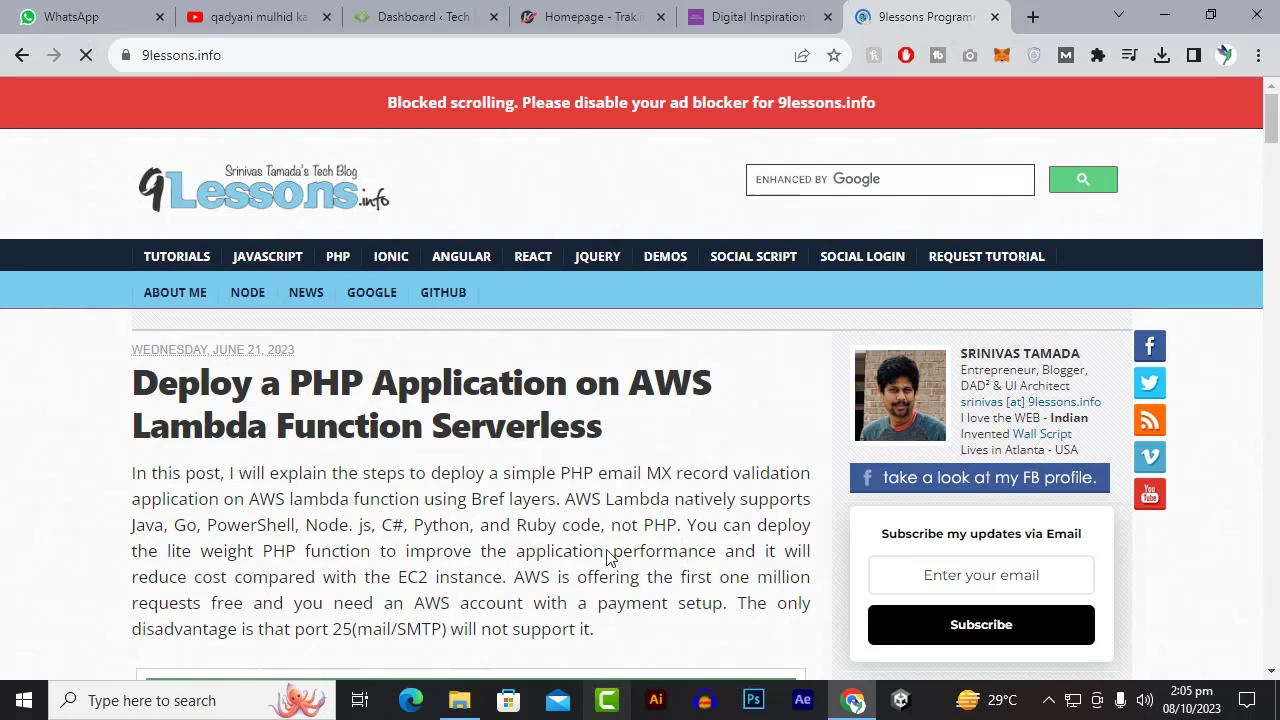 WhatsApp
qadyani mulhid ka
Dashboard ‹ Tech
Homepage - Trak.
Digital Inspiration
9lessons Program
9lessons.info
Blocked scrolling. Please disable your ad blocker for 9lessons.info
Srinivas Tamada's Tech Blog
9Lessons.info
ENHANCED BY Google
TUTORIALS JAVASCRIPT PHP IONIC ANGULAR REACT JQUERY DEMOS SOCIAL SCRIPT SOCIAL LOGIN REQUEST TUTORIAL
ABOUT ME NODE NEWS GOOGLE GITHUB
WEDNESDAY, JUNE 21, 2023
Deploy a PHP Application on AWS
Lambda Function Serverless
In this post, I will explain the steps to deploy a simple PHP email MX record validation
application on AWS lambda function using Bref layers. AWS Lambda natively supports
Java, Go, PowerShell, Node. js, C#, Python, and Ruby code, not PHP. You can deploy
the lite weight PHP function to improve the application performance and it will
reduce cost compared with the EC2 instance. AWS is offering the first one million
requests free and you need an AWS account with a payment setup. The only
disadvantage is that port 25(mail/SMTP) will not support it.
SRINIVAS TAMADA
Entrepreneur, Blogger,
DAD² & UI Architect
srinivas [at] 9lessons.info
I love the WEB - Indian
Invented Wall Script
Lives in Atlanta - USA
f take a look at my FB profile.
Subscribe my updates via Email
Enter your email
Subscribe
You
Tube
Type here to search
Ai
Ps
Ae
29°C
2:05 pm
08/10/2023